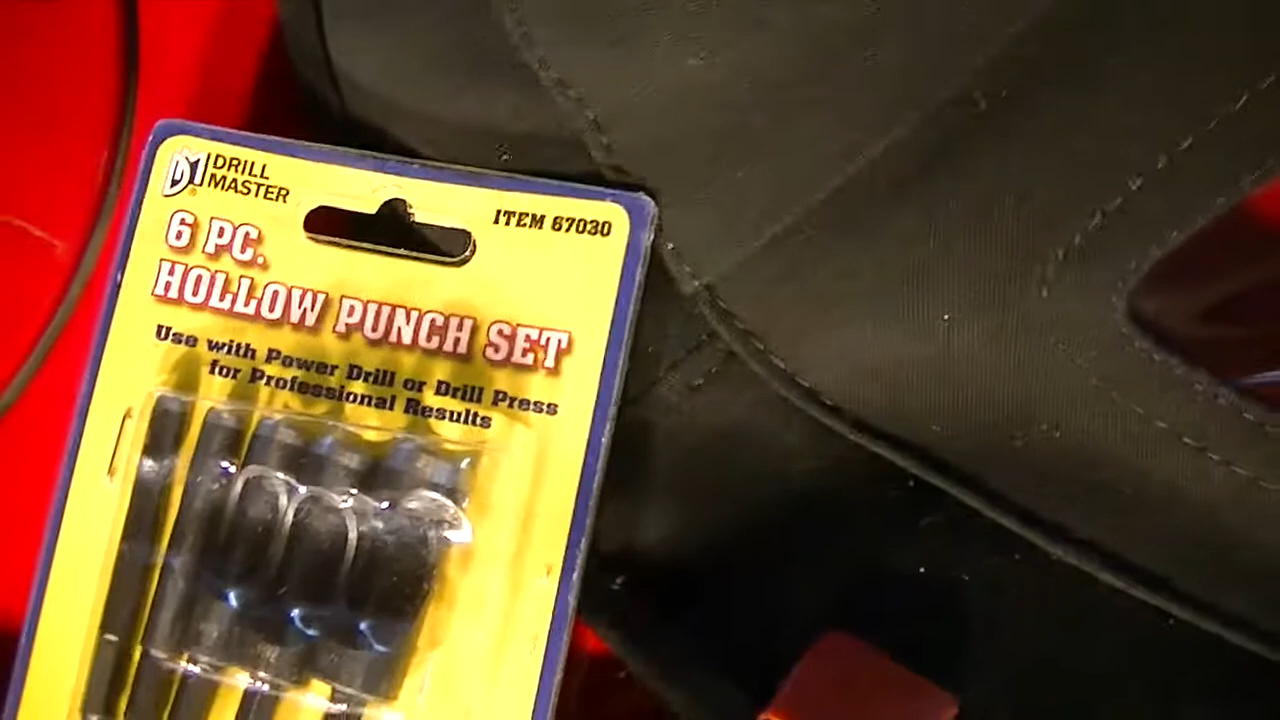 DM DRILL MASTER
ITEM 67030
6 PC.
HOLLOW PUNCH SET
Use with Power Drill or Drill Press
for Professional Results